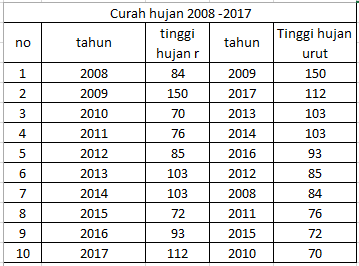 Curah hujan 2008 -2017
no tahun tinggi hujan r tahun Tinggi hujan urut
1 2008 84 2009 150
2 2009 150 2017 112
3 2010 70 2013 103
4 2011 76 2014 103
5 2012 85 2016 93
6 2013 103 2012 85
7 2014 103 2008 84
8 2015 72 2011 76
9 2016 93 2015 72
10 2017 112 2010 70